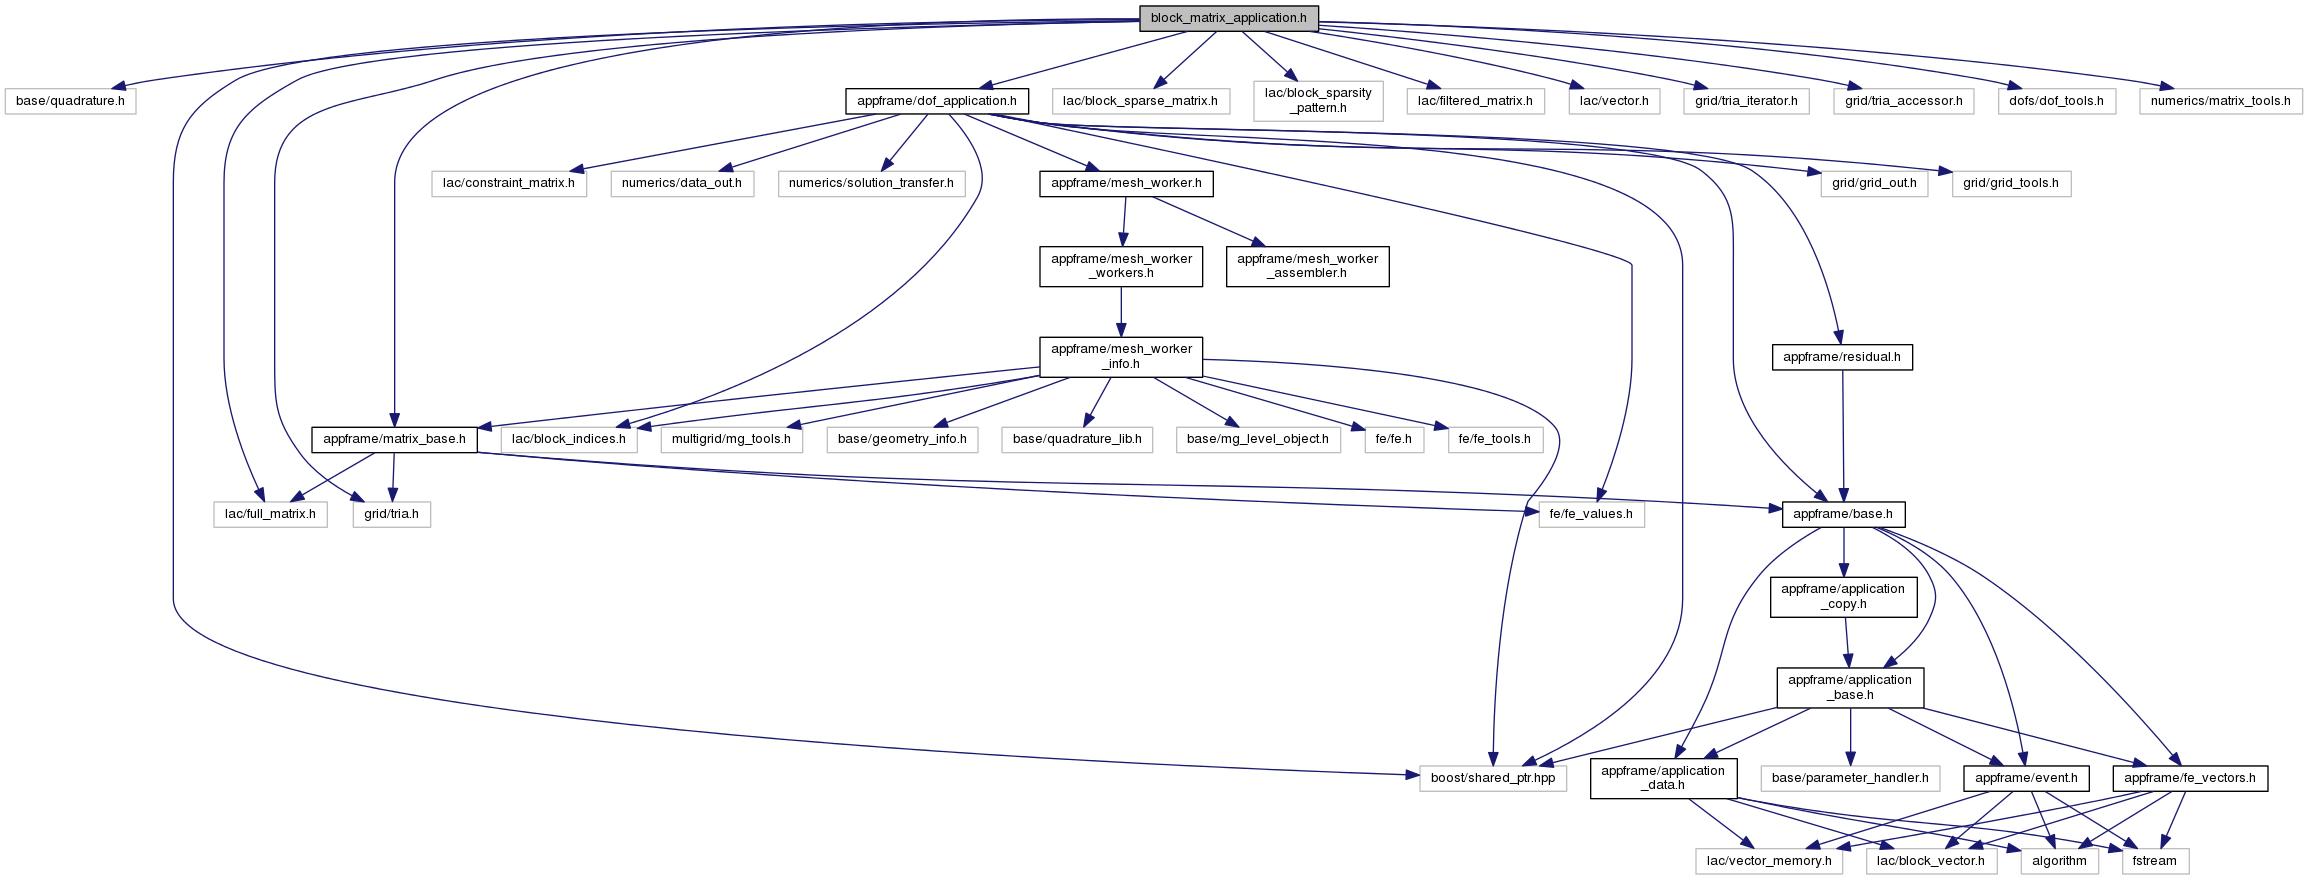 block_matrix_application.h
base/quadrature.h
appframe/dof_application.h
lac/block_sparse_matrix.h
lac/block_sparsity
_pattern.h
lac/filtered_matrix.h
lac/vector.h
grid/tria_iterator.h
grid/tria_accessor.h
dofs/dof_tools.h
numerics/matrix_tools.h
lac/constraint_matrix.h
numerics/data_out.h
numerics/solution_transfer.h
appframe/mesh_worker.h
grid/grid_out.h
grid/grid_tools.h
appframe/mesh_worker
_workers.h
appframe/mesh_worker
_assembler.h
appframe/mesh_worker
_info.h
appframe/residual.h
appframe/matrix_base.h
lac/block_indices.h
multigrid/mg_tools.h
base/geometry_info.h
base/quadrature_lib.h
base/mg_level_object.h
fe/fe.h
fe/fe_tools.h
lac/full_matrix.h
grid/tria.h
fe/fe_values.h
appframe/base.h
appframe/application
_copy.h
appframe/application
_base.h
boost/shared_ptr.hpp
appframe/application
_data.h
base/parameter_handler.h
appframe/event.h
appframe/fe_vectors.h
lac/vector_memory.h
lac/block_vector.h
algorithm
fstream